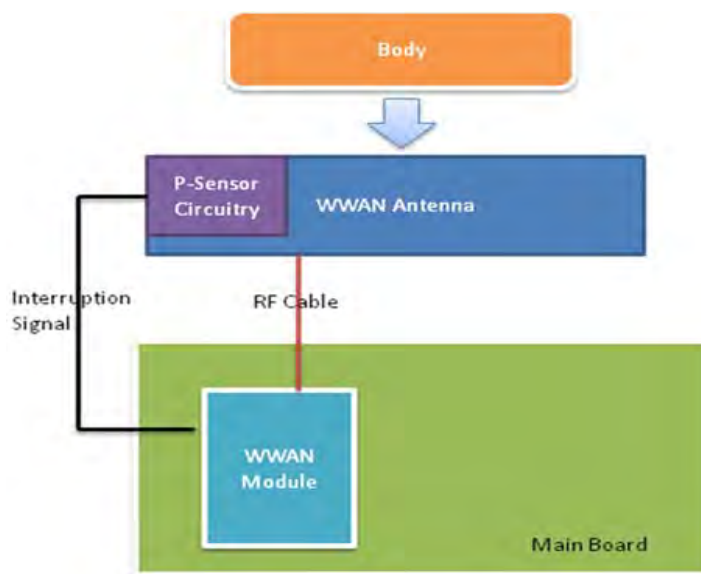 Body
P-Sensor
Circuitry
WWAN Antenna
Interruption
Signal
RF Cable
WWAN
Module
Main Board